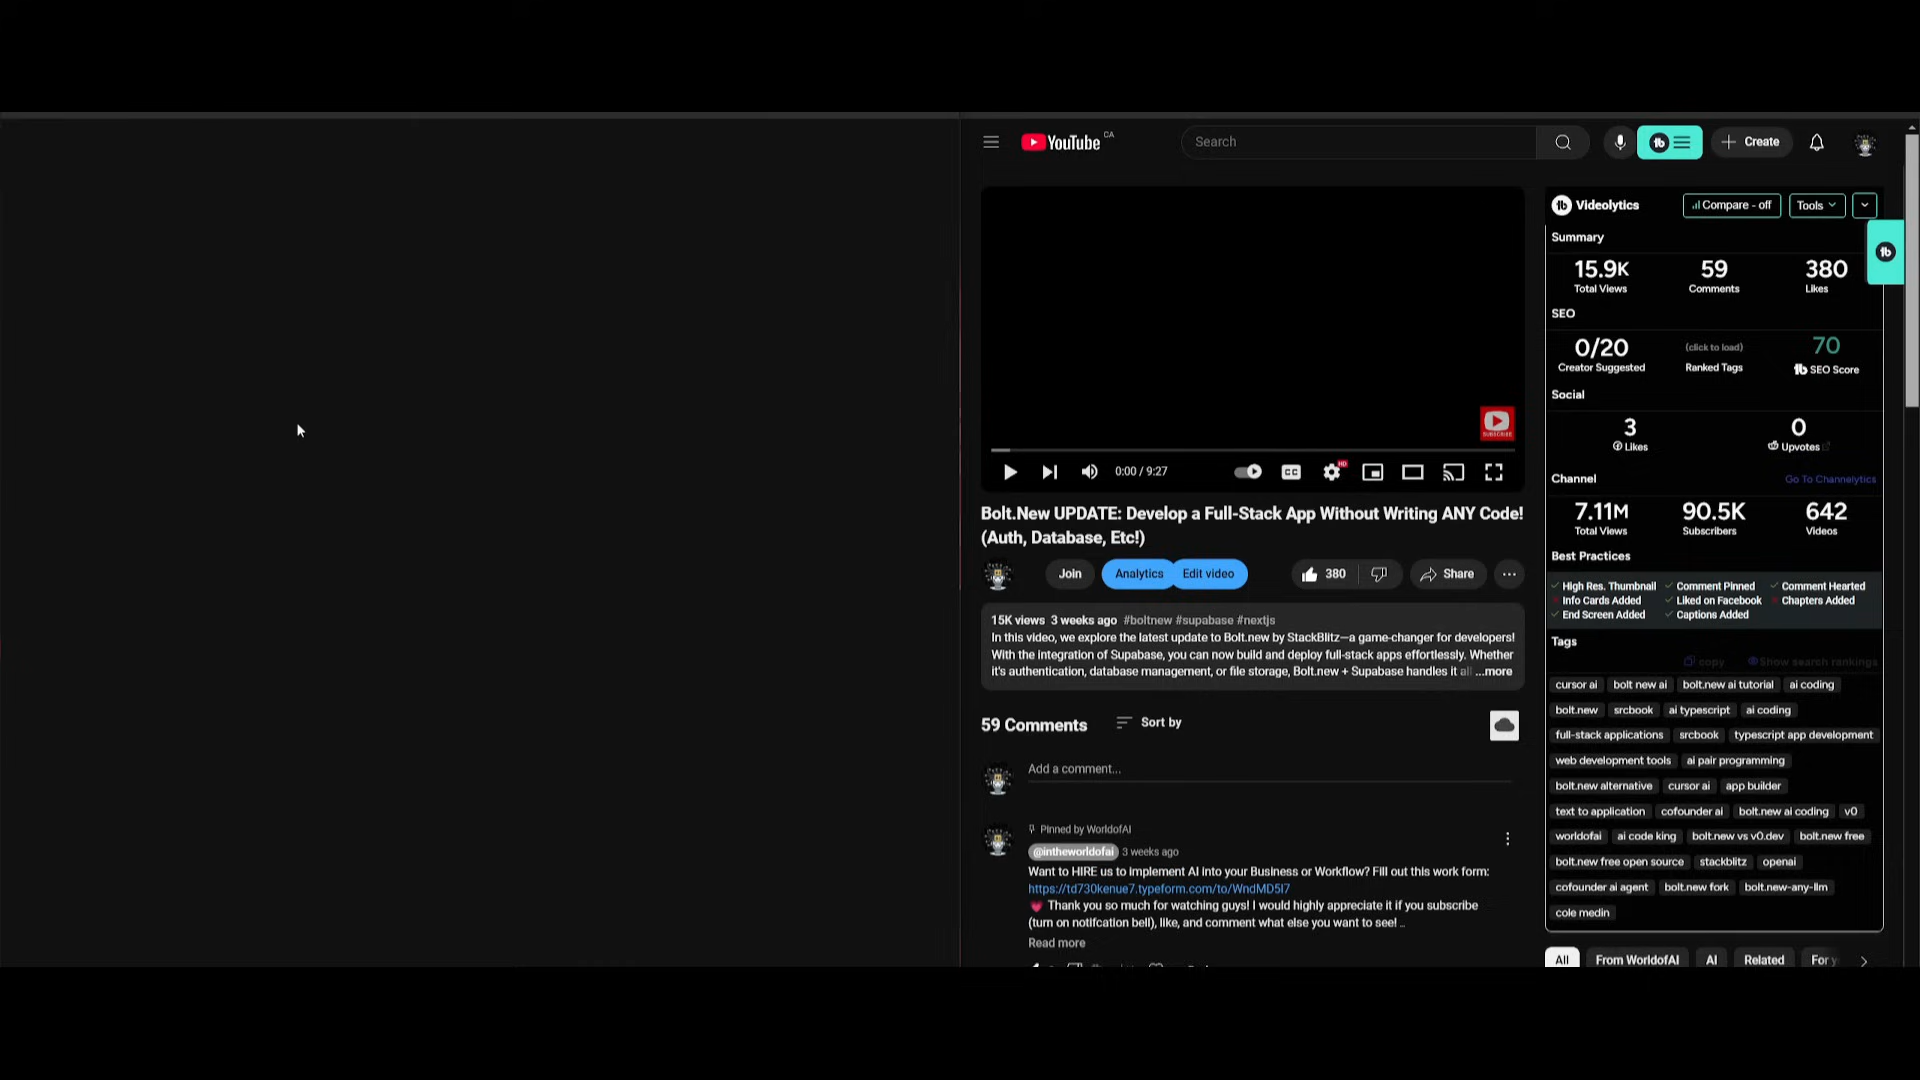 YouTube CA
Search
Create
Videolytics
Compare - off
Tools
Summary
15.9K
Total Views
59
Comments
380
Likes
SEO
0/20
Creator Suggested
(click to load)
Ranked Tags
70
SEO Score
Social
3
Likes
0
Upvotes
Channel
Go To Channelytics
7.11M
Total Views
90.5K
Subscribers
642
Videos
Best Practices
High Res. Thumbnail Comment Pinned Comment Hearted
Info Cards Added Liked on Facebook Chapters Added
End Screen Added Captions Added
Tags
copy Show search rankings
cursor ai bolt new ai bolt.new ai tutorial ai coding
bolt.new srcbook ai typescript ai coding
full-stack applications srcbook typescript app development
web development tools ai pair programming
bolt.new alternative cursor ai app builder
text to application cofounder ai bolt.new ai coding v0
worldofai ai code king bolt.new vs v0.dev bolt.new free
bolt.new free open source stackblitz openai
cofounder ai agent bolt.new fork bolt.new-any-llm
cole medin
All From WorldofAI AI Related For y
SUBSCRIBE
0:00 / 9:27
CC
HD
Bolt.New UPDATE: Develop a Full-Stack App Without Writing ANY Code!
(Auth, Database, Etc!)
Join
Analytics
Edit video
380
Share
15K views 3 weeks ago #boltnew #supabase #nextjs
In this video, we explore the latest update to Bolt.new by StackBlitz—a game-changer for developers!
With the integration of Supabase, you can now build and deploy full-stack apps effortlessly. Whether
it's authentication, database management, or file storage, Bolt.new + Supabase handles it all ...more
59 Comments
Sort by
Add a comment...
Pinned by WorldofAI
@intheworldofai 3 weeks ago
Want to HIRE us to implement AI into your Business or Workflow? Fill out this work form:
https://td730kenue7.typeform.com/to/WndMD5l7
💗 Thank you so much for watching guys! I would highly appreciate it if you subscribe
(turn on notifcation bell), like, and comment what else you want to see! ..
Read more